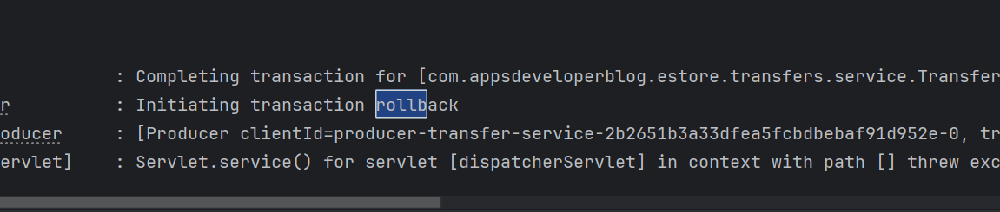 : Completing transaction for [com.appsdeveloperblog.estore.transfers.service.Transfer
r : Initiating transaction rollback
oducer : [Producer clientId=producer-transfer-service-2b2651b3a33dfea5fcbdbebaf91d952e-0, tr
ervlet] : Servlet.service() for servlet [dispatcherServlet] in context with path [] threw exc